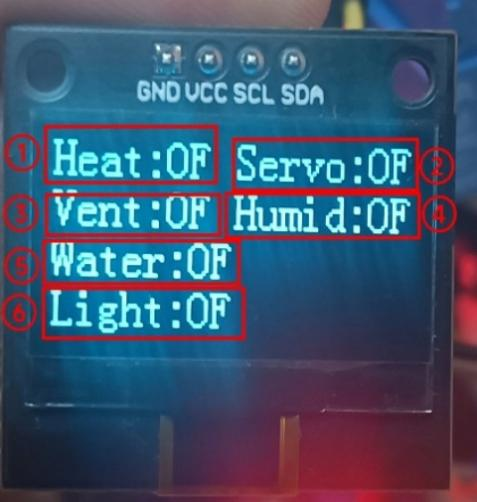 GND VCC SCL SDA
① Heat:OF Servo:OF ②
③ Vent:OF Humid:OF ④
⑤ Water:OF
⑥ Light:OF